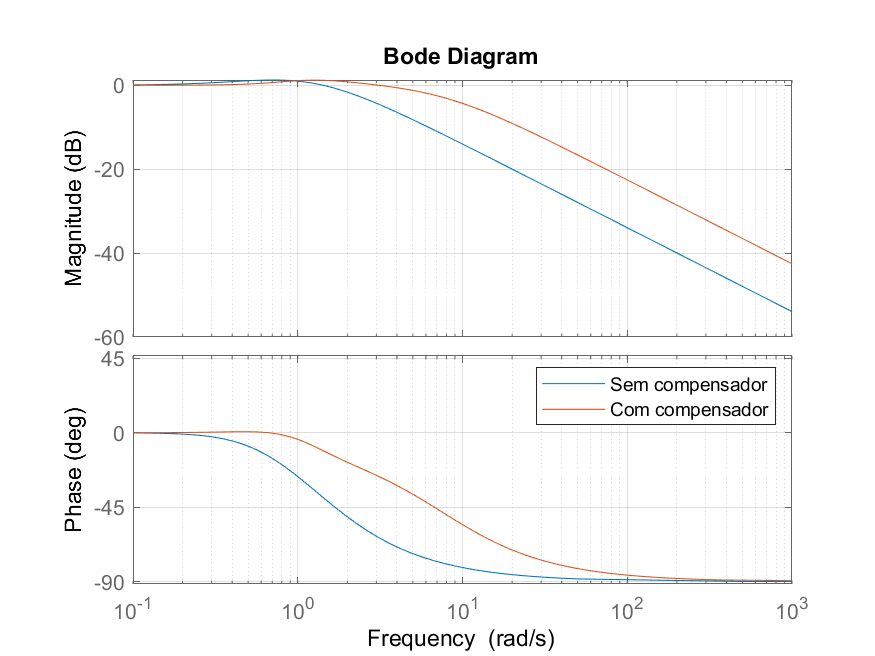 Bode Diagram
Magnitude (dB)
0
-20
-40
-60
Phase (deg)
45
0
-45
-90
Sem compensador
Com compensador
10^-1 10^0 10^1 10^2 10^3
Frequency (rad/s)